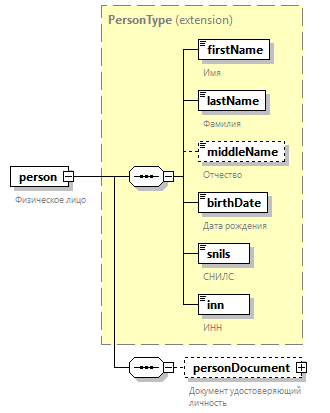 PersonType (extension)
firstName
Имя
lastName
Фамилия
middleName
Отчество
person
Физическое лицо
birthDate
Дата рождения
snils
СНИЛС
inn
ИНН
personDocument
Документ удостоверяющий
личность